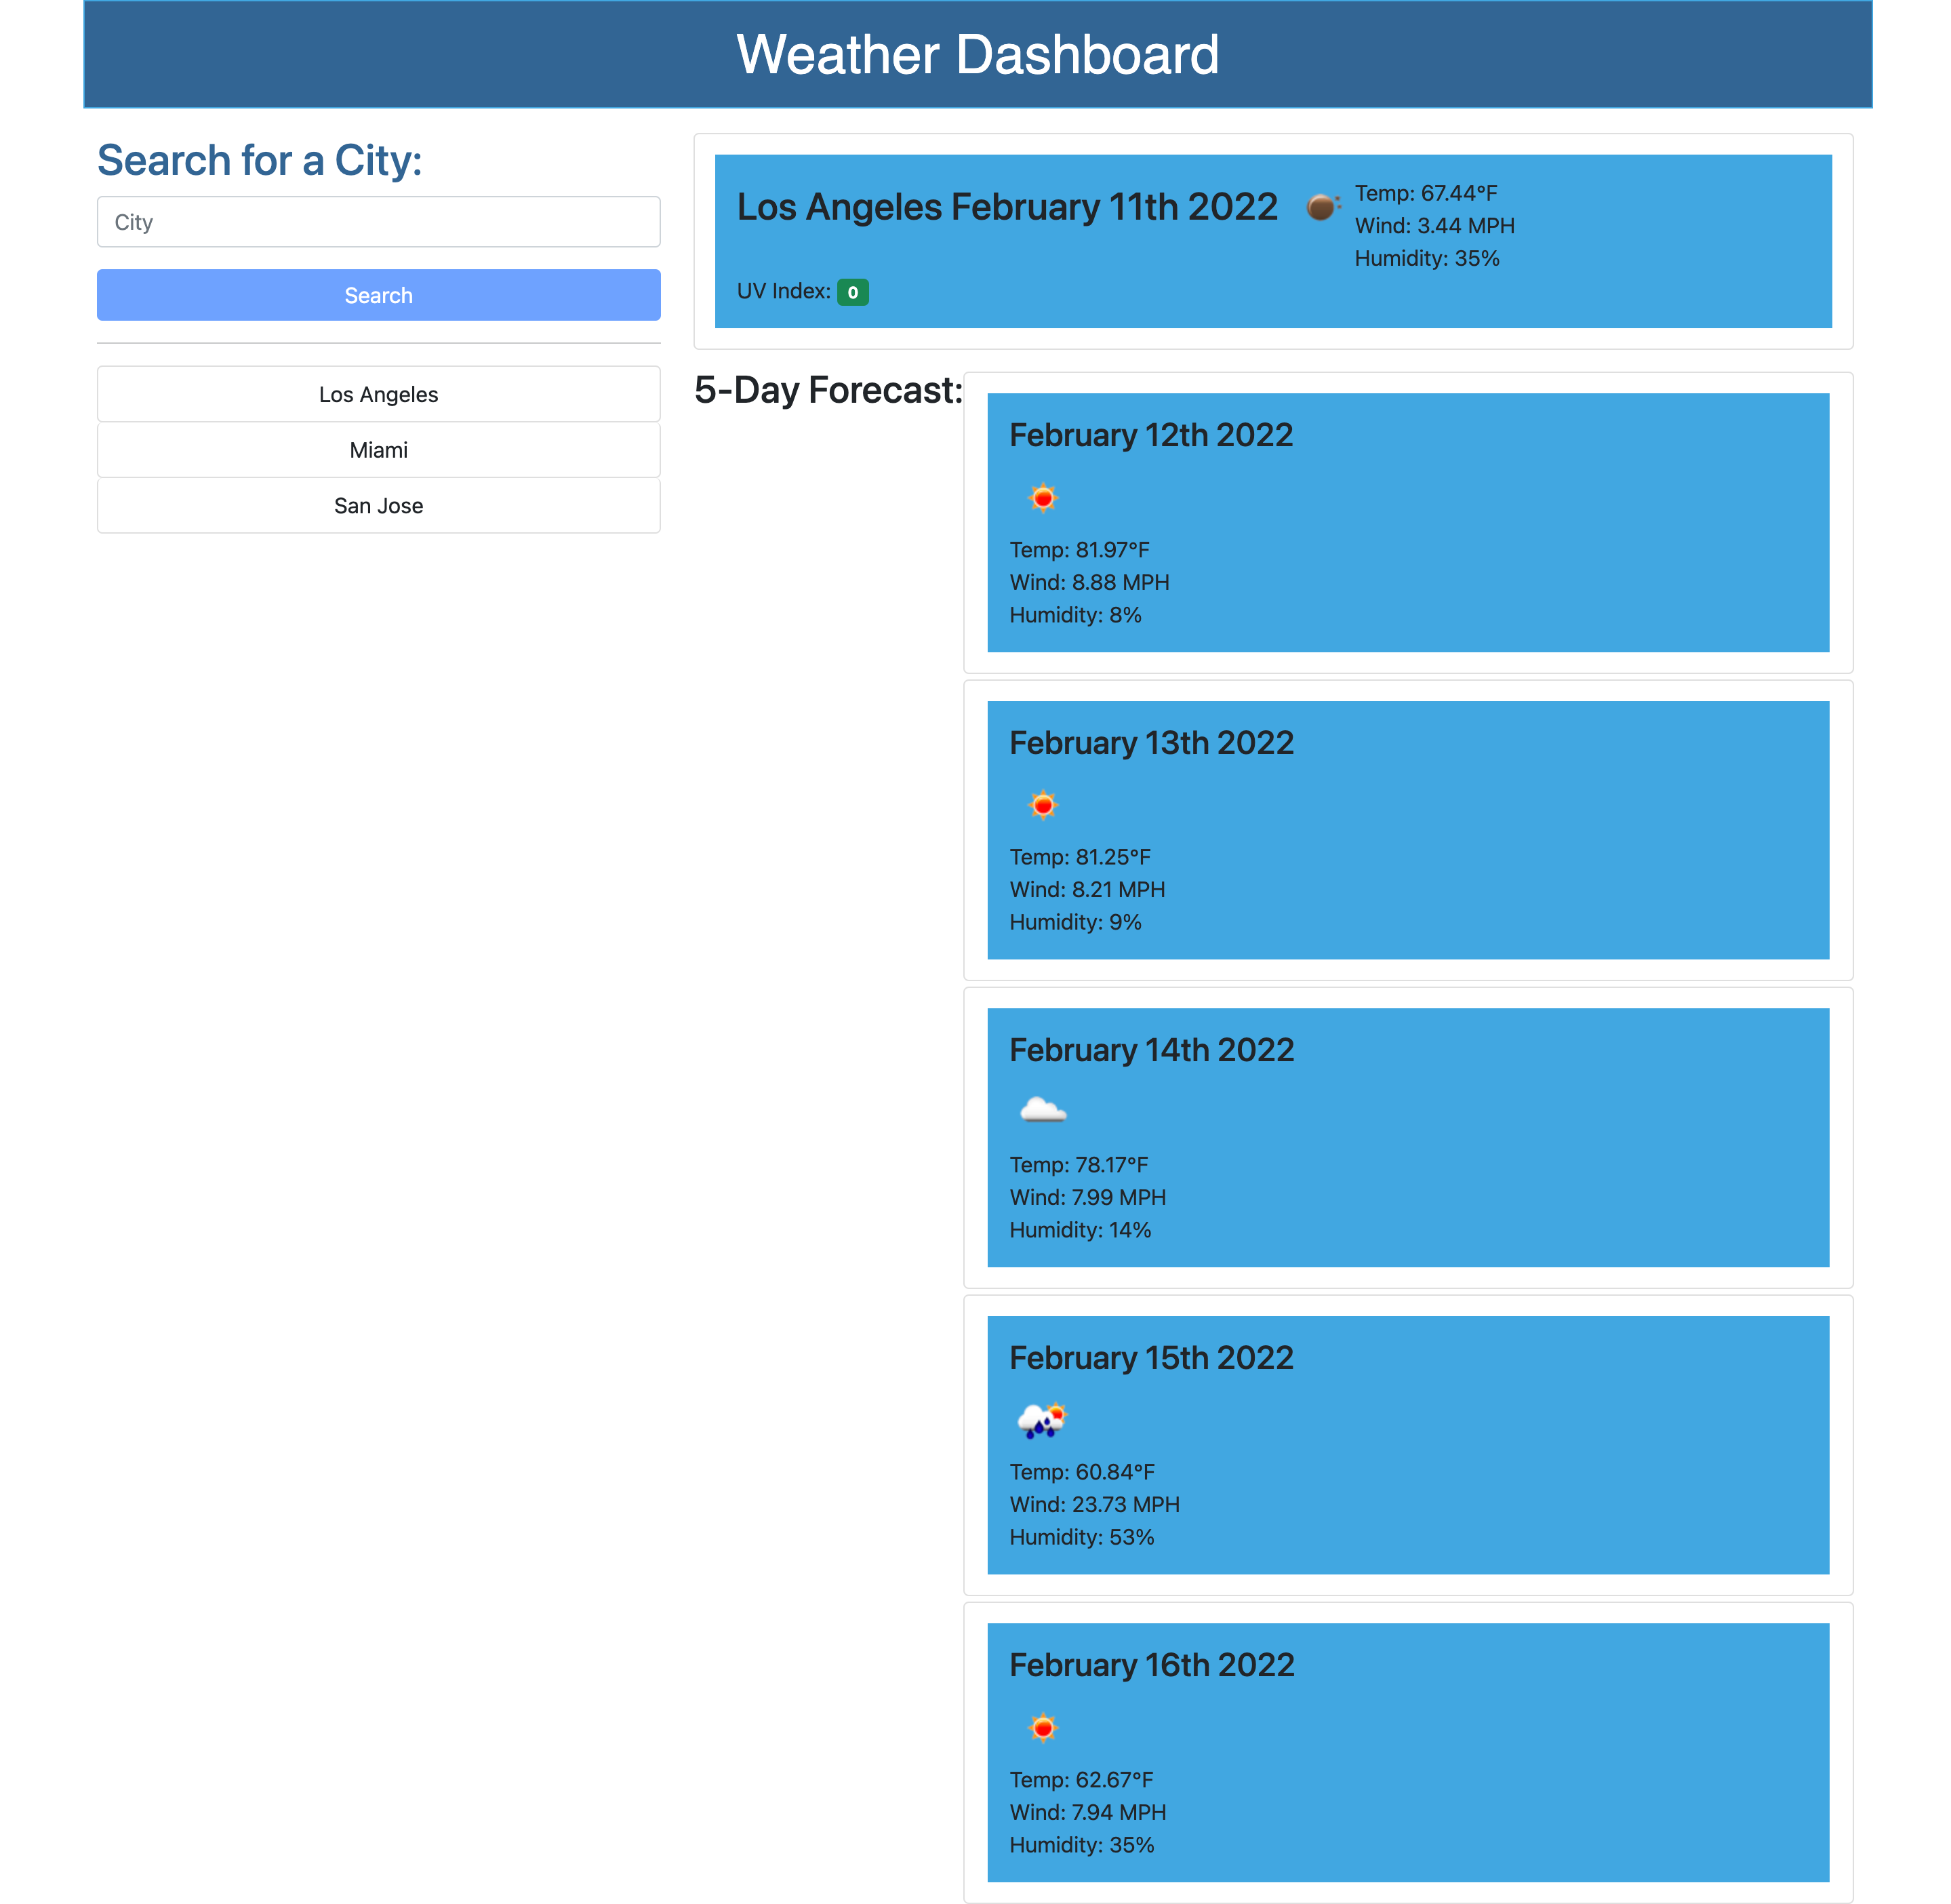 Weather Dashboard
Search for a City:
City
Search
Los Angeles
Miami
San Jose
Los Angeles February 11th 2022
Temp: 67.44°F
Wind: 3.44 MPH
Humidity: 35%
UV Index: 0
5-Day Forecast:
February 12th 2022
Temp: 81.97°F
Wind: 8.88 MPH
Humidity: 8%
February 13th 2022
Temp: 81.25°F
Wind: 8.21 MPH
Humidity: 9%
February 14th 2022
Temp: 78.17°F
Wind: 7.99 MPH
Humidity: 14%
February 15th 2022
Temp: 60.84°F
Wind: 23.73 MPH
Humidity: 53%
February 16th 2022
Temp: 62.67°F
Wind: 7.94 MPH
Humidity: 35%